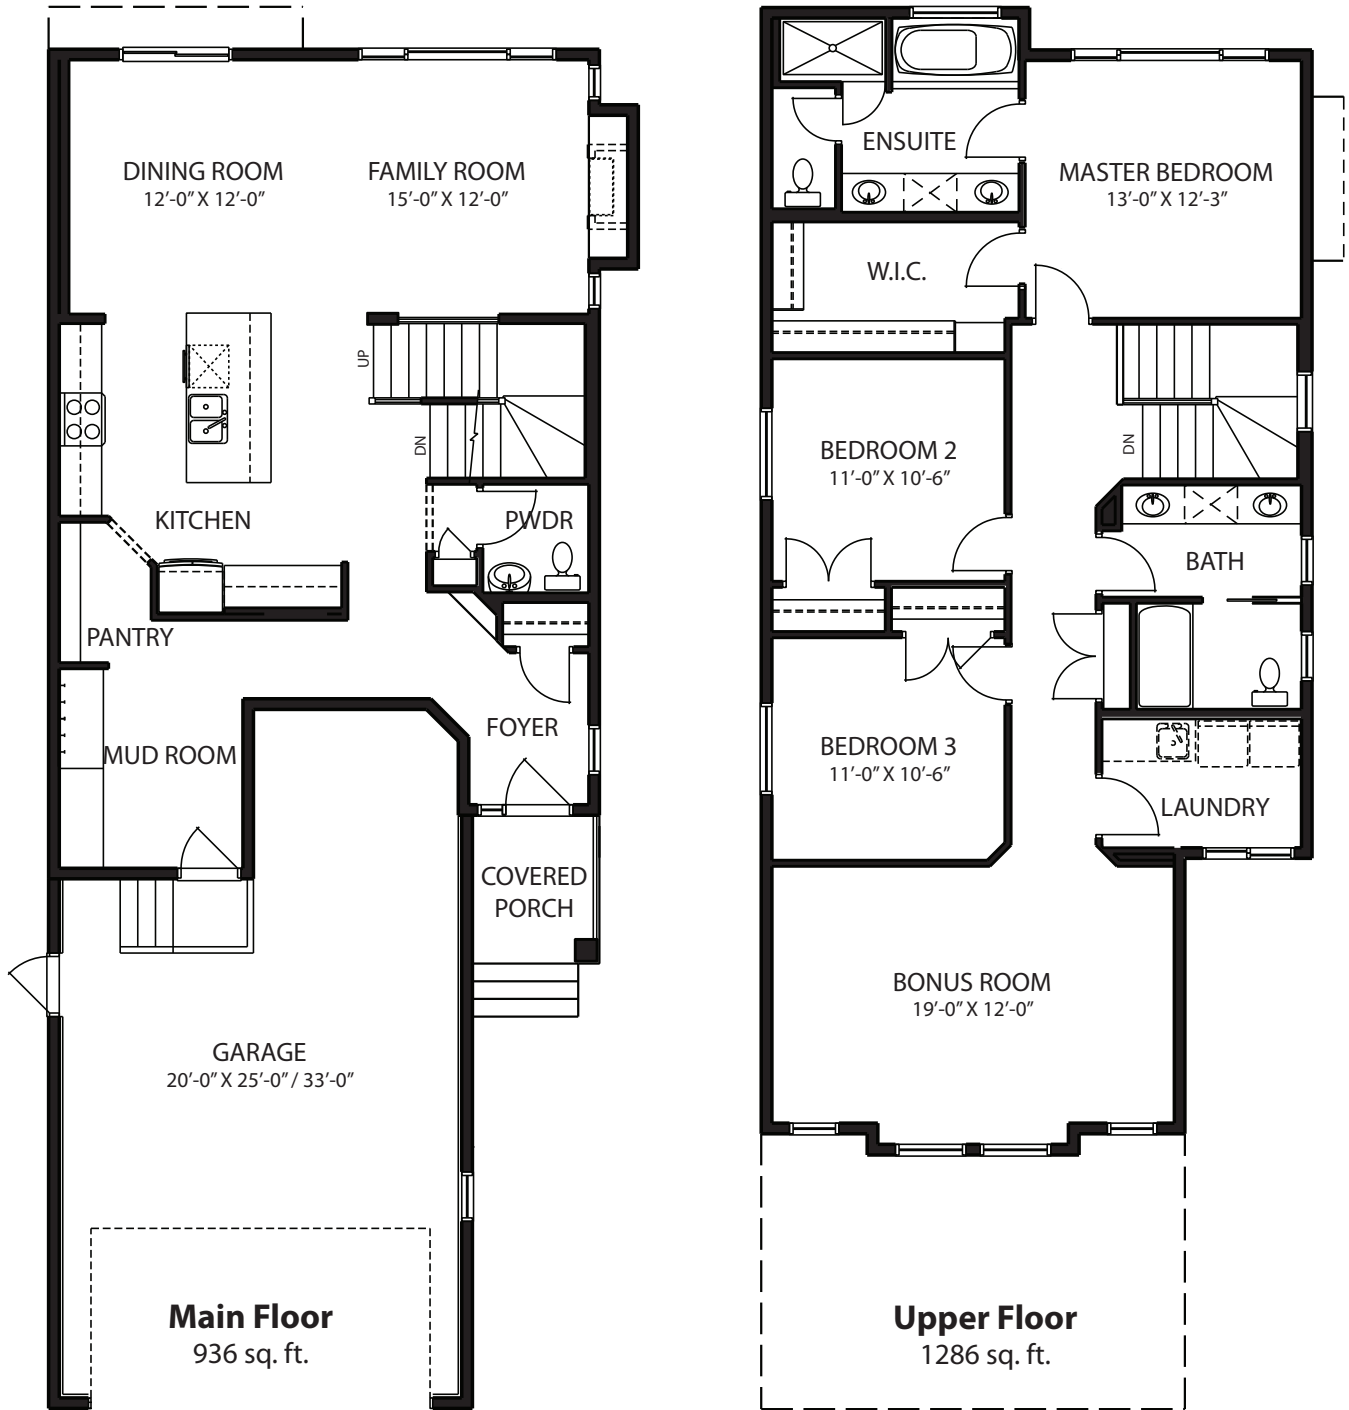 DINING ROOM
12'-0" X 12'-0"
FAMILY ROOM
15'-0" X 12'-0"
UP
DN
KITCHEN
PWDR
PANTRY
MUD ROOM
FOYER
COVERED
PORCH
GARAGE
20'-0" X 25'-0" / 33'-0"
Main Floor
936 sq. ft.
ENSUITE
MASTER BEDROOM
13'-0" X 12'-3"
W.I.C.
BEDROOM 2
11'-0" X 10'-6"
DN
BATH
BEDROOM 3
11'-0" X 10'-6"
LAUNDRY
BONUS ROOM
19'-0" X 12'-0"
Upper Floor
1286 sq. ft.